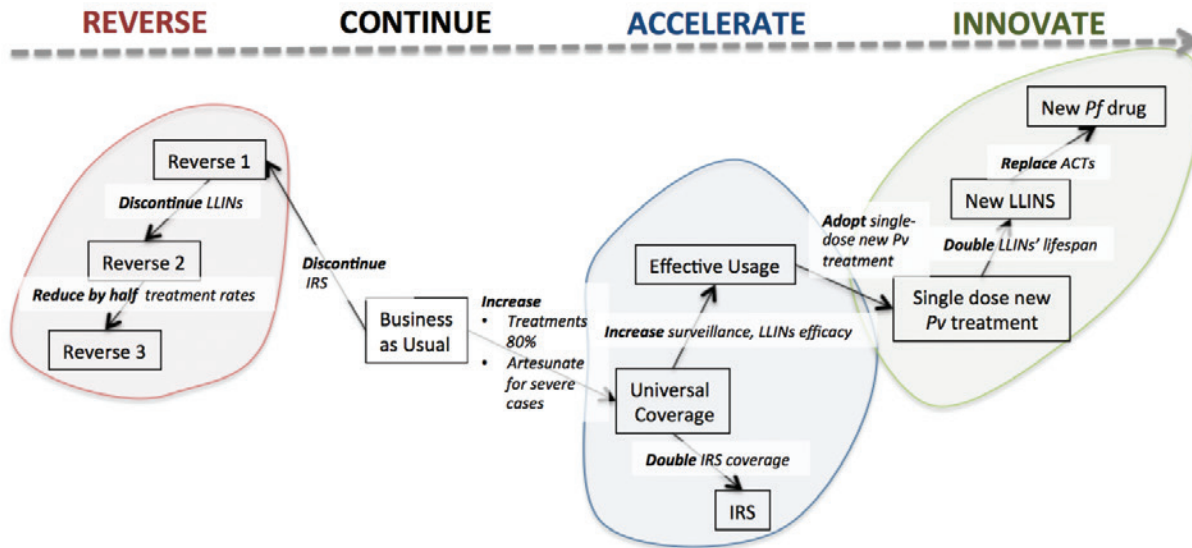 REVERSE
CONTINUE
ACCELERATE
INNOVATE
Reverse 1
Discontinue LLINs
Reverse 2
Reduce by half treatment rates
Reverse 3
Discontinue
IRS
Business
as Usual
Increase
• Treatments
80%
• Artesunate
for severe
cases
Effective Usage
Increase surveillance, LLINs efficacy
Universal
Coverage
Double IRS coverage
IRS
Adopt single-
dose new Pv
treatment
New Pf drug
Replace ACTs
New LLINS
Double LLINs' lifespan
Single dose new
Pv treatment